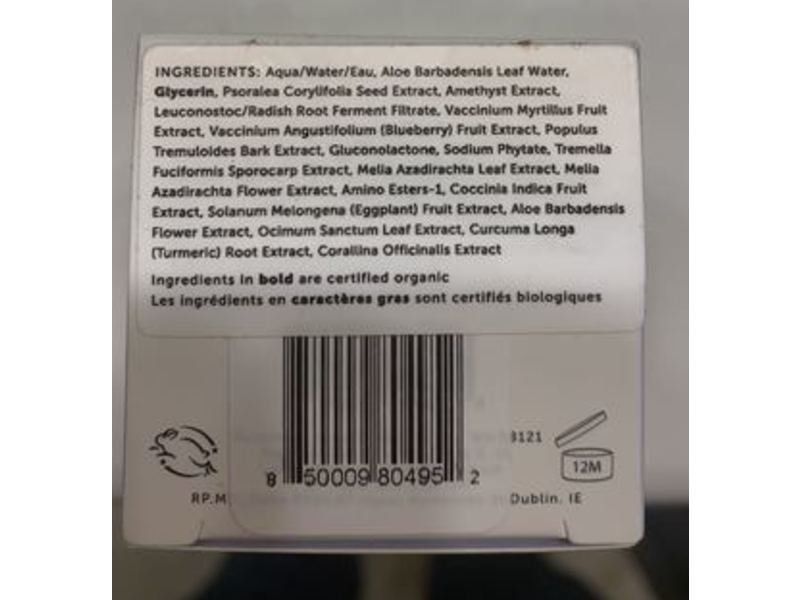 INGREDIENTS: Aqua/Water/Eau, Aloe Barbadensis Leaf Water,
Glycerin, Psoralea Corylifolia Seed Extract, Amethyst Extract,
Leuconostoc/Radish Root Ferment Filtrate, Vaccinium Myrtillus Fruit
Extract, Vaccinium Angustifolium (Blueberry) Fruit Extract, Populus
Tremuloides Bark Extract, Gluconolactone, Sodium Phytate, Tremella
Fuciformis Sporocarp Extract, Melia Azadirachta Leaf Extract, Melia
Azadirachta Flower Extract, Amino Esters-1, Coccinia Indica Fruit
Extract, Solanum Melongena (Eggplant) Fruit Extract, Aloe Barbadensis
Flower Extract, Ocimum Sanctum Leaf Extract, Curcuma Longa
(Turmeric) Root Extract, Corallina Officinalis Extract
Ingredients in bold are certified organic
Les ingrédients en caractères gras sont certifiés biologiques
3121
12M
8 50009 80495 2
RP.M
Dublin, IE